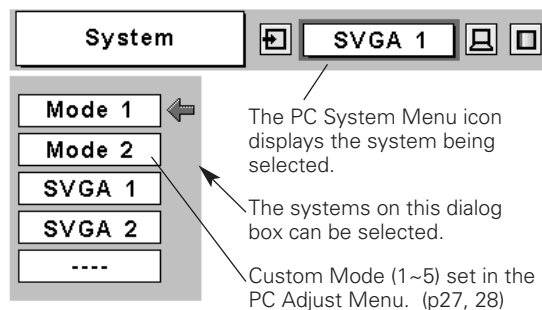 System
SVGA 1
Mode 1
Mode 2
SVGA 1
SVGA 2
----
The PC System Menu icon
displays the system being
selected.
The systems on this dialog
box can be selected.
Custom Mode (1~5) set in the
PC Adjust Menu. (p27, 28)